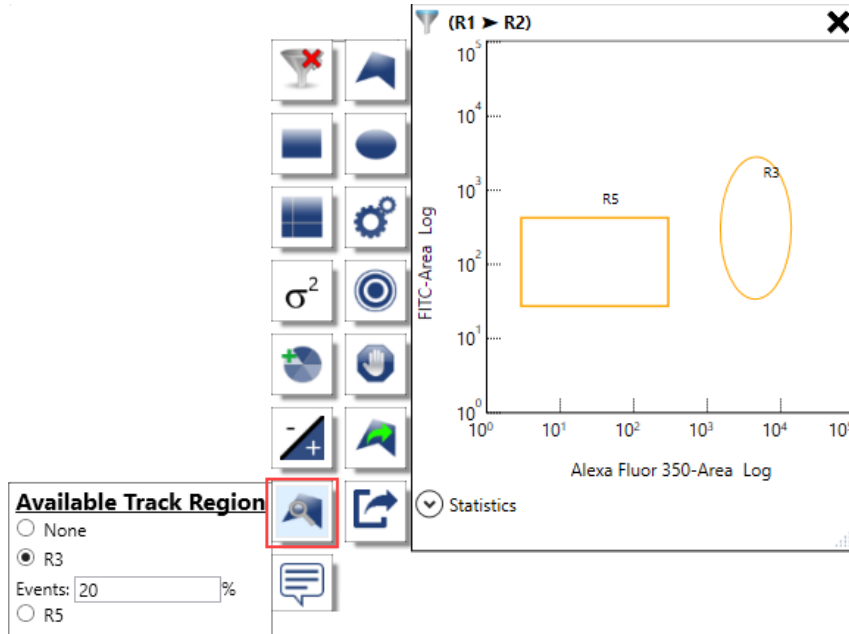 (R1 ➤ R2)
10⁵
10⁴
10³
10²
10¹
10⁰
FITC-Area Log
R5
R3
10⁰ 10¹ 10² 10³ 10⁴ 10⁵
Alexa Fluor 350-Area Log
Statistics
σ²
- +
Available Track Region
None
R3
Events: 20 %
R5